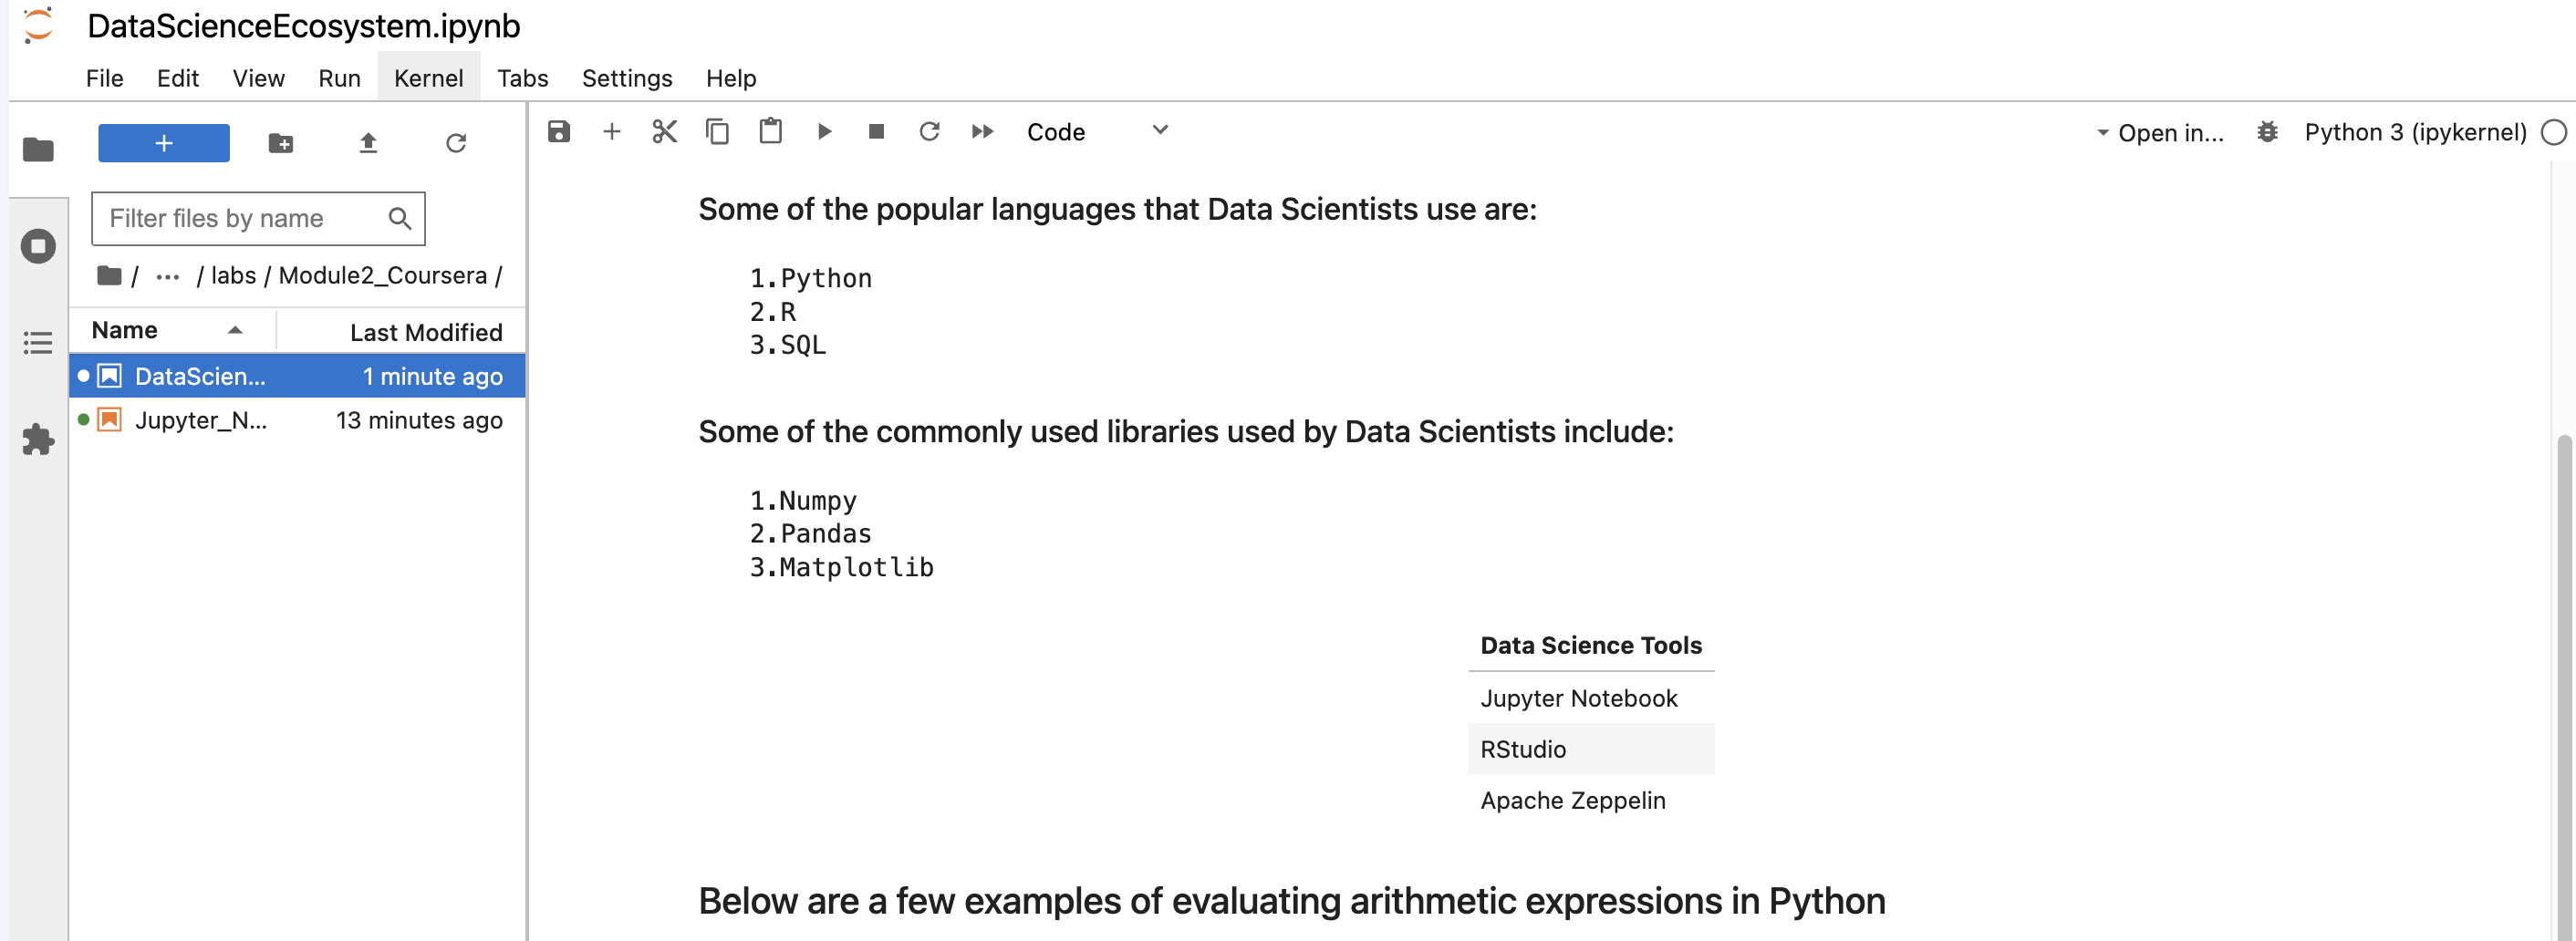 DataScienceEcosystem.ipynb
File Edit View Run Kernel Tabs Settings Help
Code
Open in...
Python 3 (ipykernel)
Filter files by name
/ ... / labs / Module2_Coursera /
Name Last Modified
DataScien... 1 minute ago
Jupyter_N... 13 minutes ago
Some of the popular languages that Data Scientists use are:
1.Python
2.R
3.SQL
Some of the commonly used libraries used by Data Scientists include:
1.Numpy
2.Pandas
3.Matplotlib
Data Science Tools
Jupyter Notebook
RStudio
Apache Zeppelin
Below are a few examples of evaluating arithmetic expressions in Python